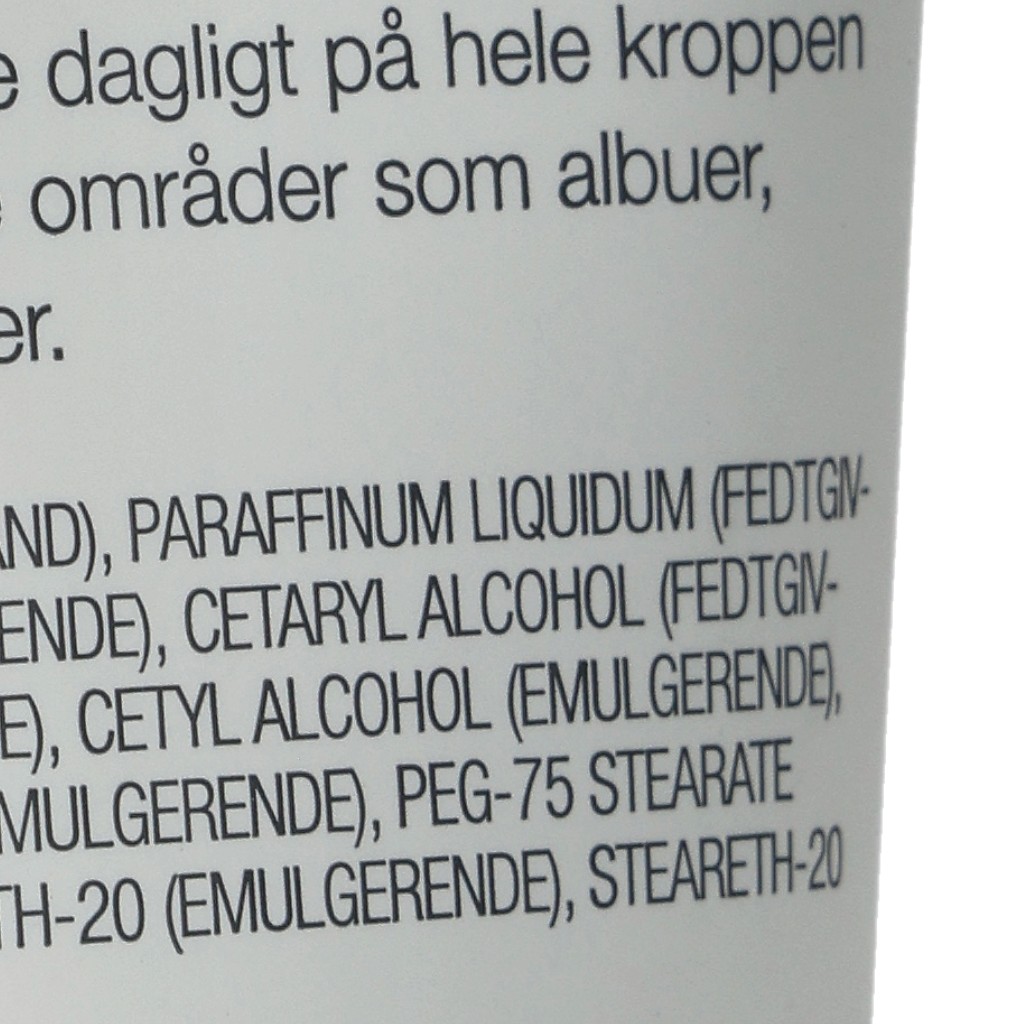 e dagligt på hele kroppen
områder som albuer,
er.
AND), PARAFFINUM LIQUIDUM (FEDTGIV-
ENDE), CETARYL ALCOHOL (FEDTGIV-
E), CETYL ALCOHOL (EMULGERENDE),
MULGERENDE), PEG-75 STEARATE
TH-20 (EMULGERENDE), STEARETH-20